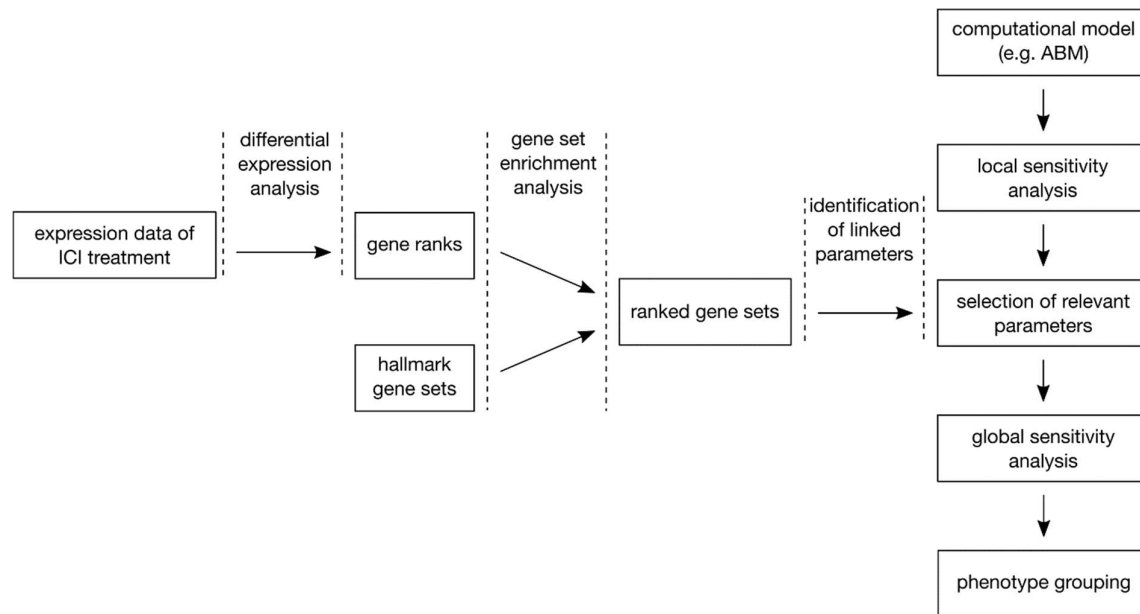 computational model
(e.g. ABM)
differential
expression
analysis
gene set
enrichment
analysis
local sensitivity
analysis
identification
of linked
parameters
expression data of
ICI treatment
gene ranks
ranked gene sets
selection of relevant
parameters
hallmark
gene sets
global sensitivity
analysis
phenotype grouping